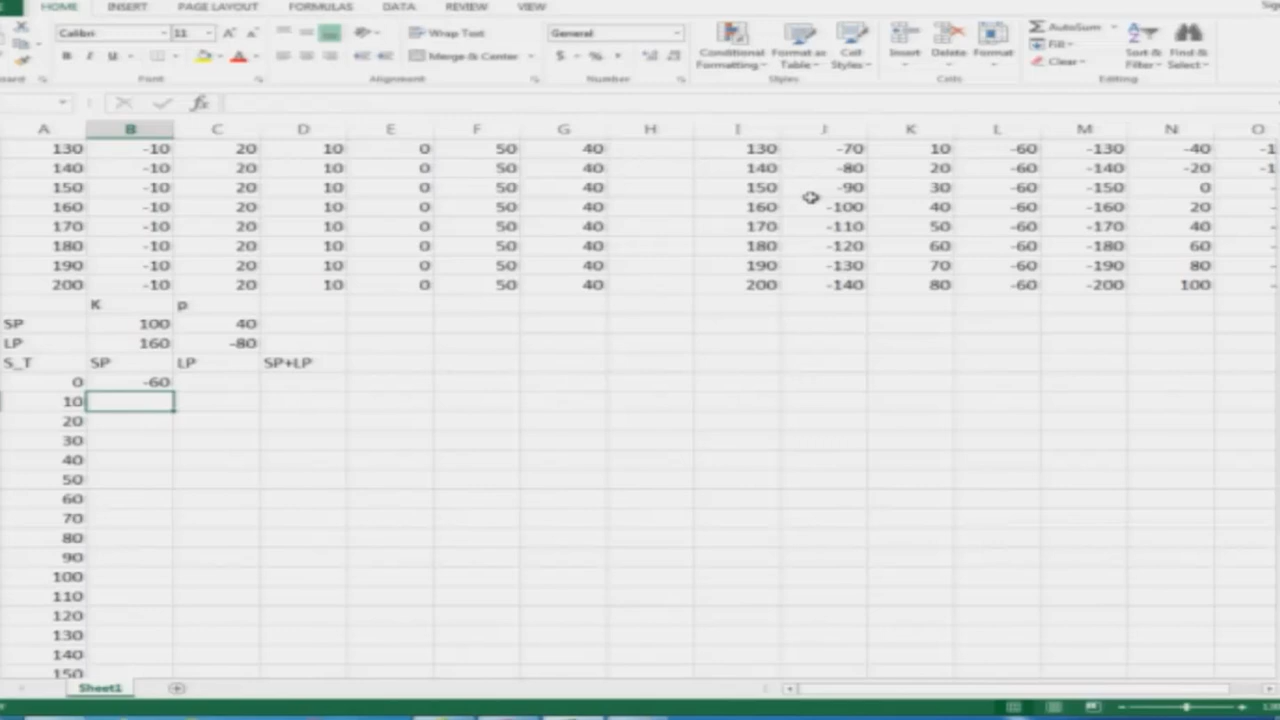 HOME INSERT PAGE LAYOUT FORMULAS DATA REVIEW VIEW
Calibri 11 A A Wrap Text General AutoSum
Conditional Format as Cell Insert Delete Format Fill Sort & Find &
B I U Merge & Center $ % Formatting Table Styles Clear Filter Select
Font Alignment Number Styles Cells Editing
fx
A B C D E F G H I J K L M N O
130 -10 20 10 0 50 40 130 -70 10 -60 -130 -40 -1
140 -10 20 10 0 50 40 140 -80 20 -60 -140 -20 -1
150 -10 20 10 0 50 40 150 -90 30 -60 -150 0 -
160 -10 20 10 0 50 40 160 -100 40 -60 -160 20 -
170 -10 20 10 0 50 40 170 -110 50 -60 -170 40 -
180 -10 20 10 0 50 40 180 -120 60 -60 -180 60 -
190 -10 20 10 0 50 40 190 -130 70 -60 -190 80 -
200 -10 20 10 0 50 40 200 -140 80 -60 -200 100 -
K p
SP 100 40
LP 160 -80
S_T SP LP SP+LP
0 -60
10
20
30
40
50
60
70
80
90
100
110
120
130
140
150
Sheet1